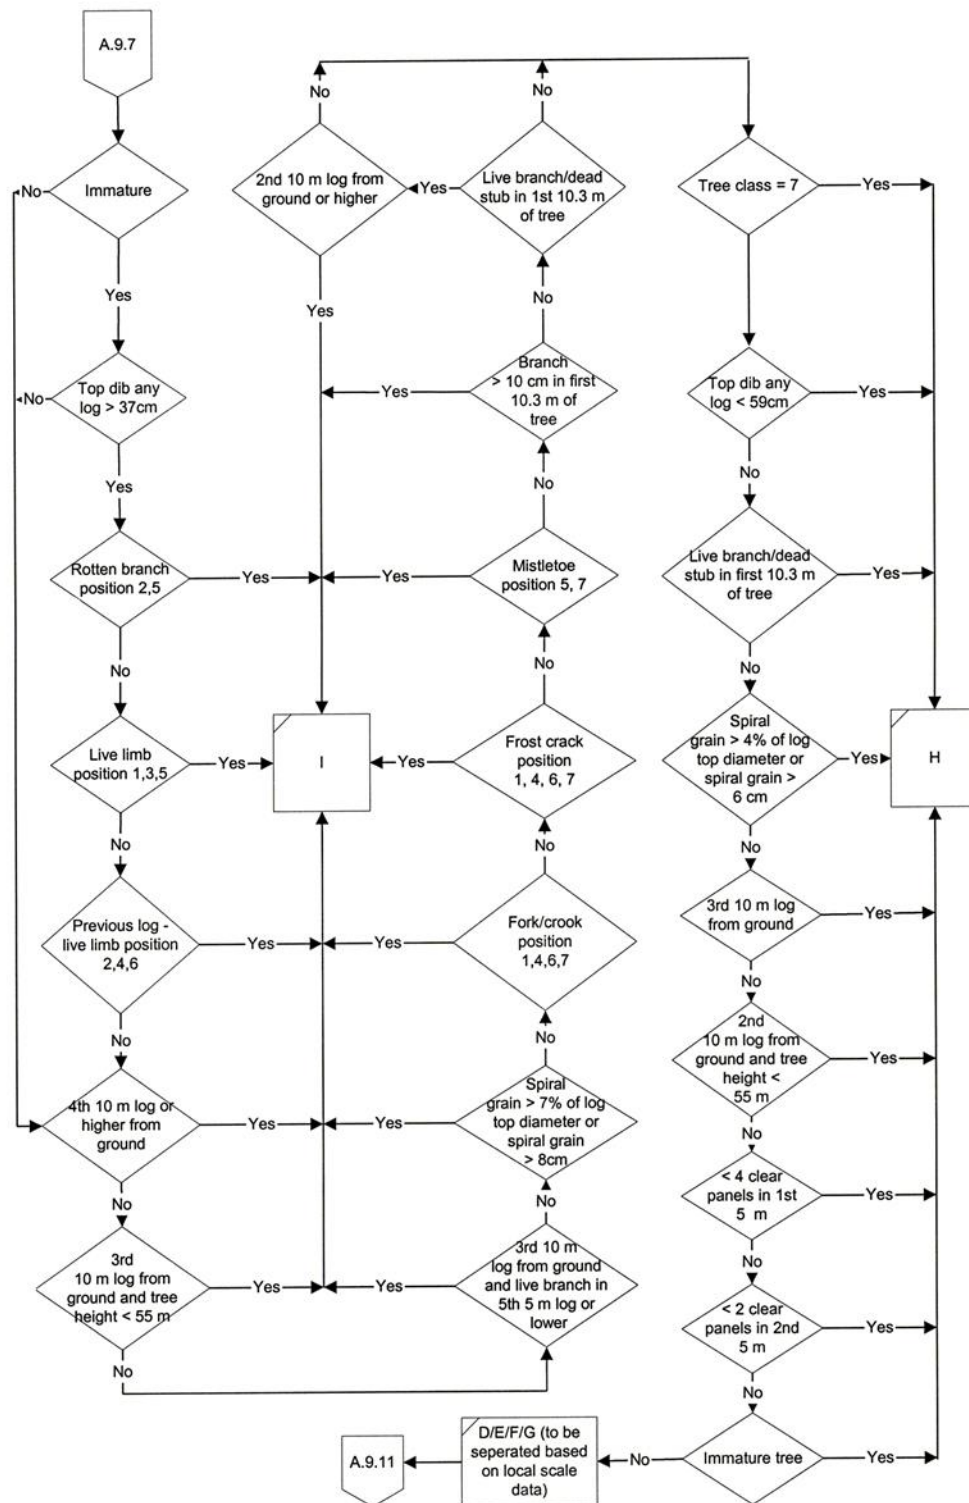 A.9.7
Immature
No
Yes
Top dib any
log > 37cm
No
Yes
Rotten branch
position 2,5
Yes
No
Live limb
position 1,3,5
Yes
No
Previous log -
live limb position
2,4,6
Yes
No
4th 10 m log or
higher from
ground
Yes
No
3rd
10 m log from
ground and tree
height < 55 m
Yes
No
No
2nd 10 m log from
ground or higher
Yes
Yes
I
No
Live branch/dead
stub in 1st 10.3 m
of tree
No
Branch
> 10 cm in first
10.3 m of
tree
Yes
No
Mistletoe
position 5, 7
Yes
No
Frost crack
position
1, 4, 6, 7
Yes
No
Fork/crook
position
1,4,6,7
Yes
No
Spiral
grain > 7% of log
top diameter or
spiral grain
> 8cm
Yes
No
3rd 10 m
log from ground
and live branch in
5th 5 m log or
lower
Yes
No
Tree class = 7
Yes
Top dib any
log < 59cm
Yes
No
Live branch/dead
stub in first 10.3 m
of tree
Yes
No
Spiral
grain > 4% of log
top diameter or
spiral grain >
6 cm
Yes
H
No
3rd 10 m log
from ground
Yes
No
2nd
10 m log from
ground and tree
height <
55 m
Yes
No
< 4 clear
panels in 1st
5 m
Yes
No
< 2 clear
panels in 2nd
5 m
Yes
No
Immature tree
Yes
No
D/E/F/G (to be
seperated based
on local scale
data)
A.9.11